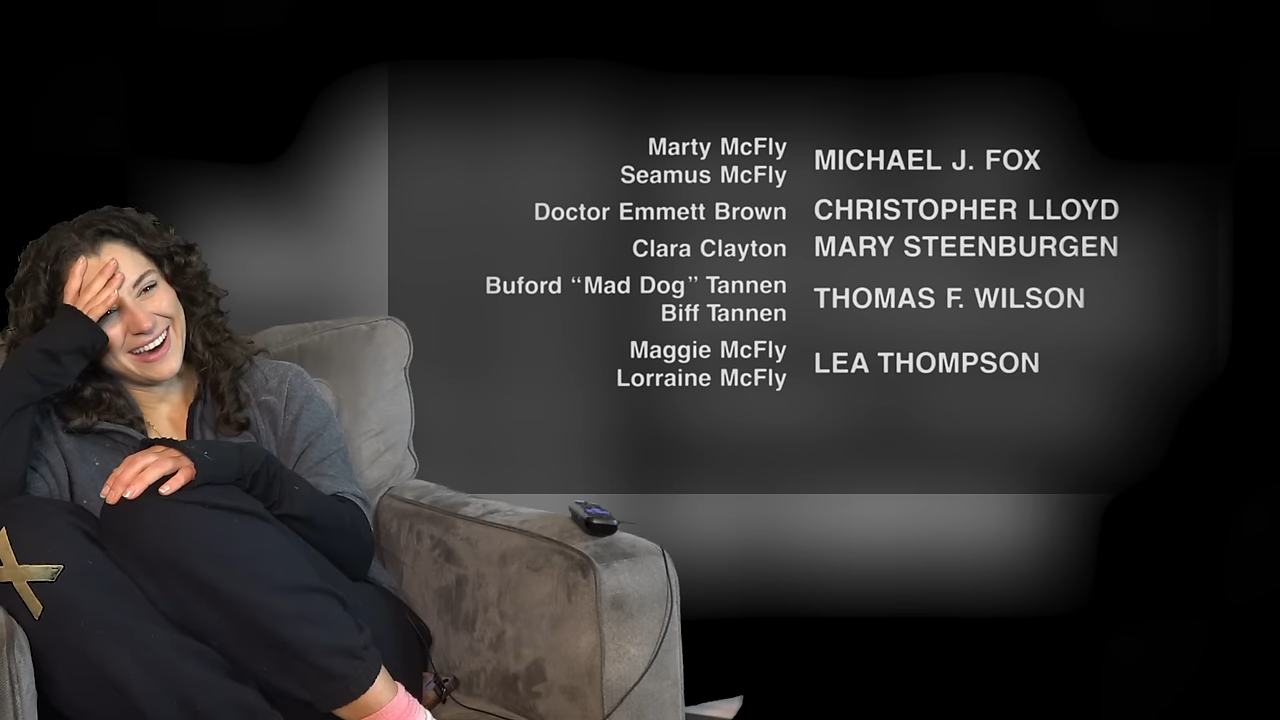 Marty McFly
Seamus McFly MICHAEL J. FOX
Doctor Emmett Brown CHRISTOPHER LLOYD
Clara Clayton MARY STEENBURGEN
Buford “Mad Dog” Tannen
Biff Tannen THOMAS F. WILSON
Maggie McFly
Lorraine McFly LEA THOMPSON